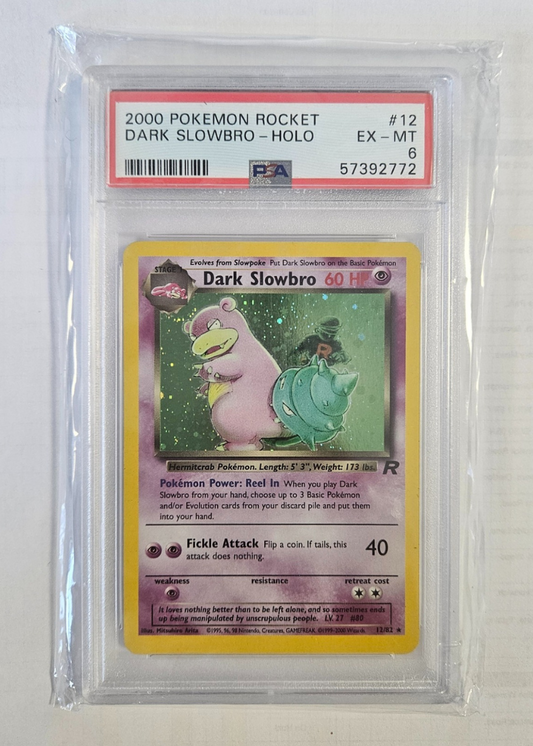 2000 POKEMON ROCKET #12
DARK SLOWBRO - HOLO EX - MT
6
PSA 57392772
Evolves from Slowpoke Put Dark Slowbro on the Basic Pokémon
STAGE 1
Dark Slowbro 60 HP
Hermitcrab Pokémon. Length: 5' 3", Weight: 173 lbs. R
Pokémon Power: Reel In When you play Dark
Slowbro from your hand, choose up to 3 Basic Pokémon
and/or Evolution cards from your discard pile and put them
into your hand.
Fickle Attack Flip a coin. If tails, this
attack does nothing. 40
weakness resistance retreat cost
It loves nothing better than to be left alone, and so sometimes ends
up being manipulated by unscrupulous people. LV. 27 #80
Illus. Mitsuhiro Arita ©1995, 96, 98 Nintendo, Creatures, GAMEFREAK. ©1999-2000 Wizards. 12/82